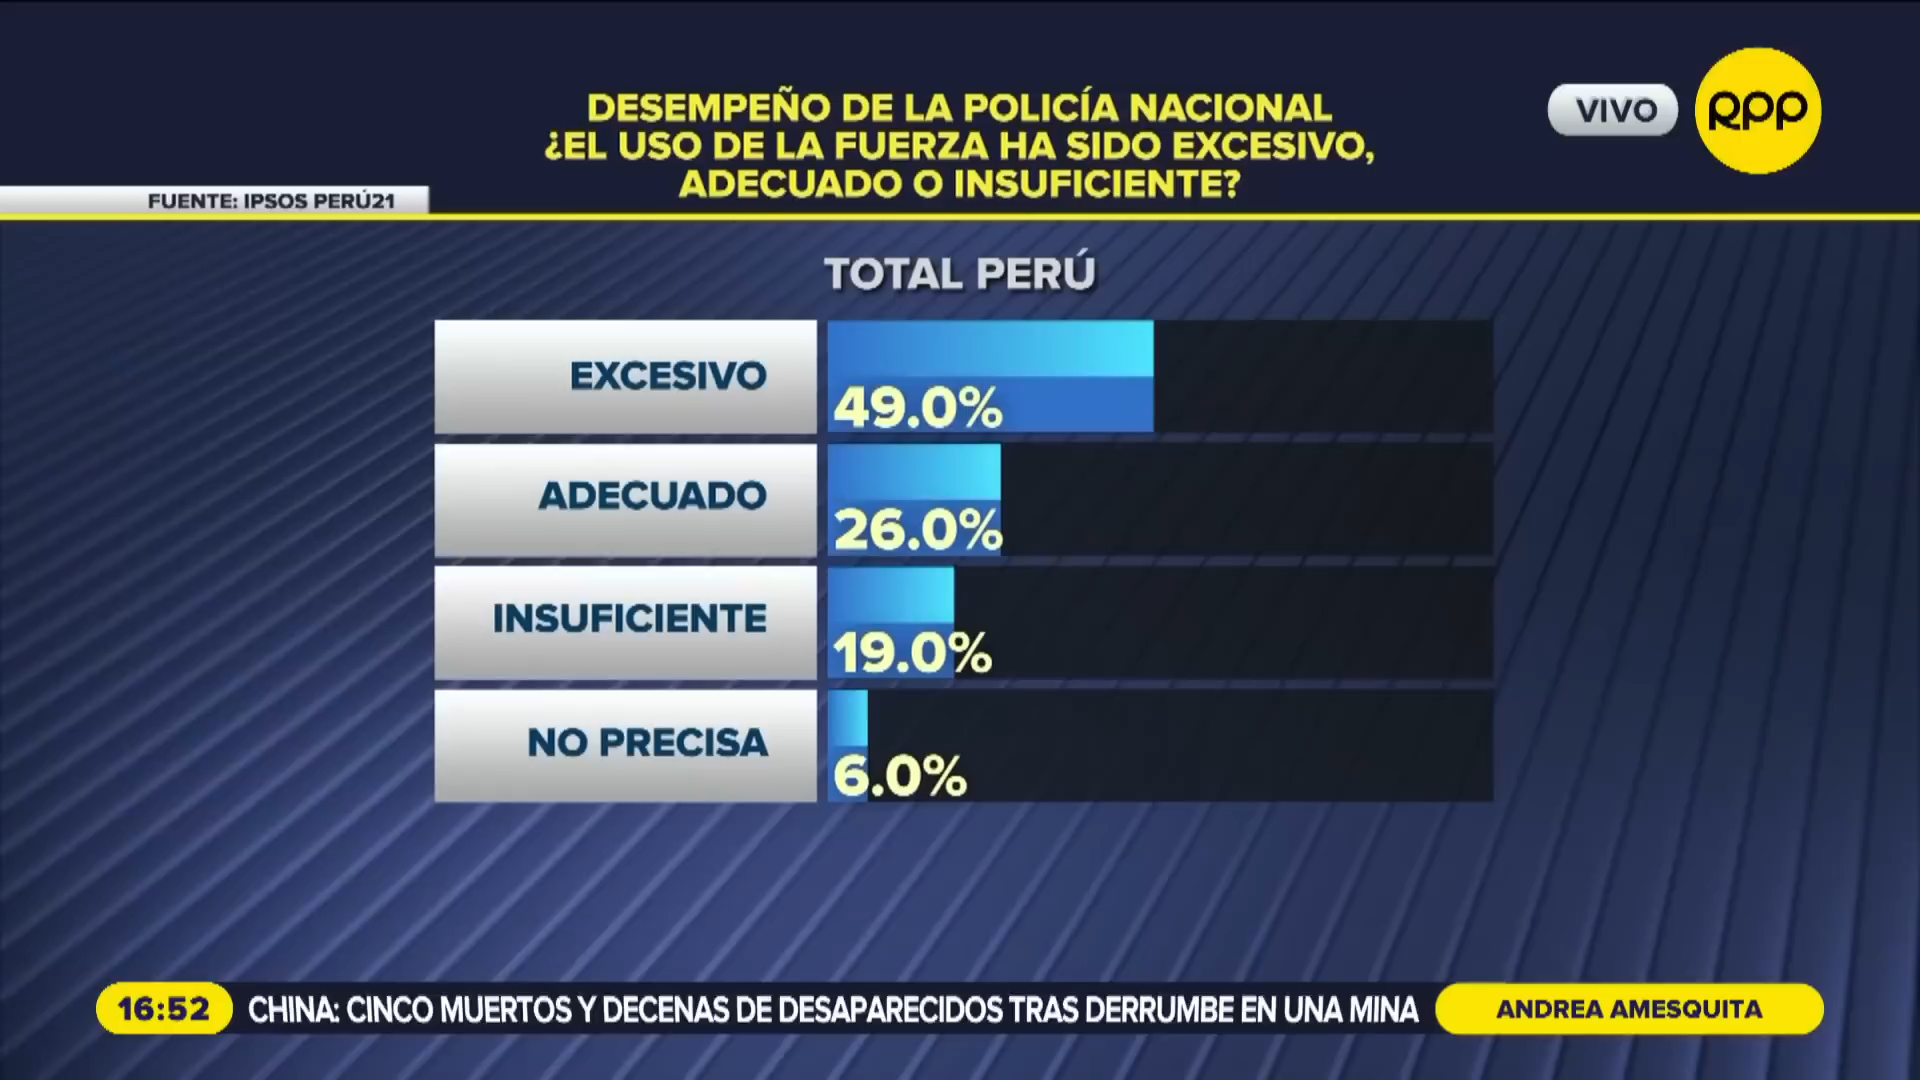 DESEMPEÑO DE LA POLICÍA NACIONAL
¿EL USO DE LA FUERZA HA SIDO EXCESIVO,
ADECUADO O INSUFICIENTE?
VIVO
rpp
FUENTE: IPSOS PERÚ21
TOTAL PERÚ
EXCESIVO
49.0%
ADECUADO
26.0%
INSUFICIENTE
19.0%
NO PRECISA
6.0%
16:52
CHINA: CINCO MUERTOS Y DECENAS DE DESAPARECIDOS TRAS DERRUMBE EN UNA MINA
ANDREA AMESQUITA